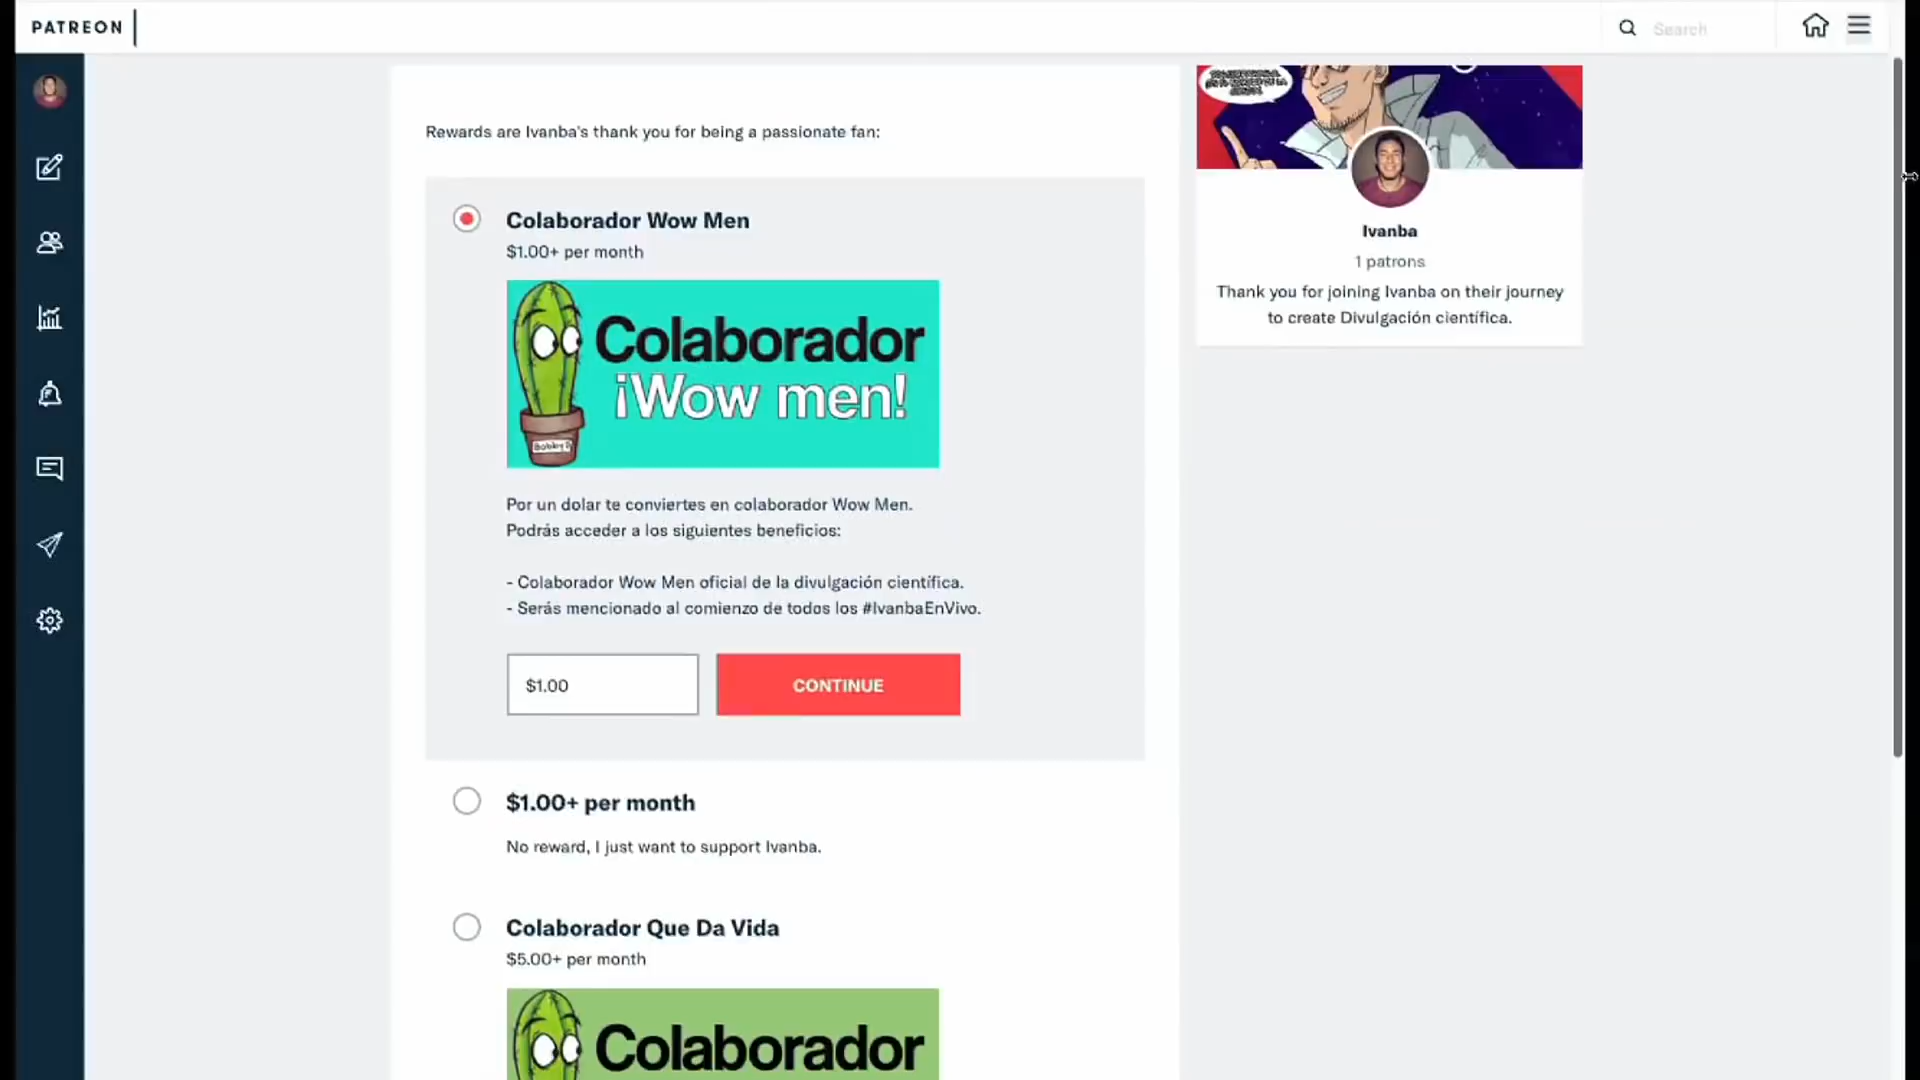 PATREON
Search
Rewards are Ivanba's thank you for being a passionate fan:
Colaborador Wow Men
$1.00+ per month
Colaborador
¡Wow men!
Por un dolar te conviertes en colaborador Wow Men.
Podrás acceder a los siguientes beneficios:
- Colaborador Wow Men oficial de la divulgación científica.
- Serás mencionado al comienzo de todos los #IvanbaEnVivo.
$1.00
CONTINUE
$1.00+ per month
No reward, I just want to support Ivanba.
Colaborador Que Da Vida
$5.00+ per month
Colaborador
Ivanba
1 patrons
Thank you for joining Ivanba on their journey
to create Divulgación científica.